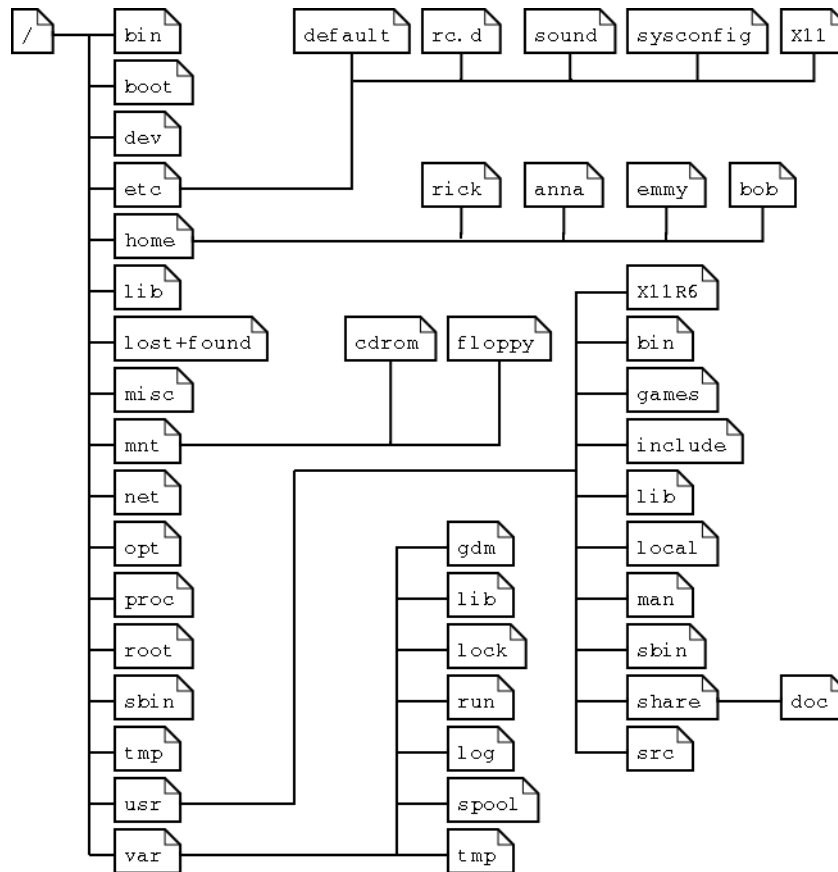 / bin default rc.d sound sysconfig X11
boot
dev
etc rick anna emmy bob
home
lib X11R6
lost+found cdrom floppy bin
misc games
mnt include
net lib
opt gdm local
proc lib man
root lock sbin
sbin run share doc
tmp log src
usr spool
var tmp